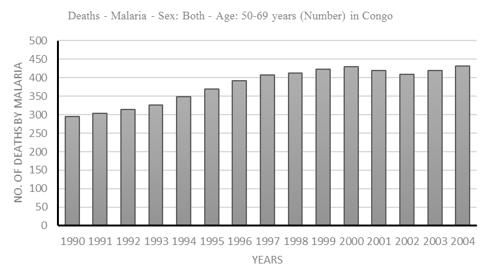 Deaths - Malaria - Sex: Both - Age: 50-69 years (Number) in Congo
NO. OF DEATHS BY MALARIA
500
450
400
350
300
250
200
150
100
50
0
1990 1991 1992 1993 1994 1995 1996 1997 1998 1999 2000 2001 2002 2003 2004
YEARS